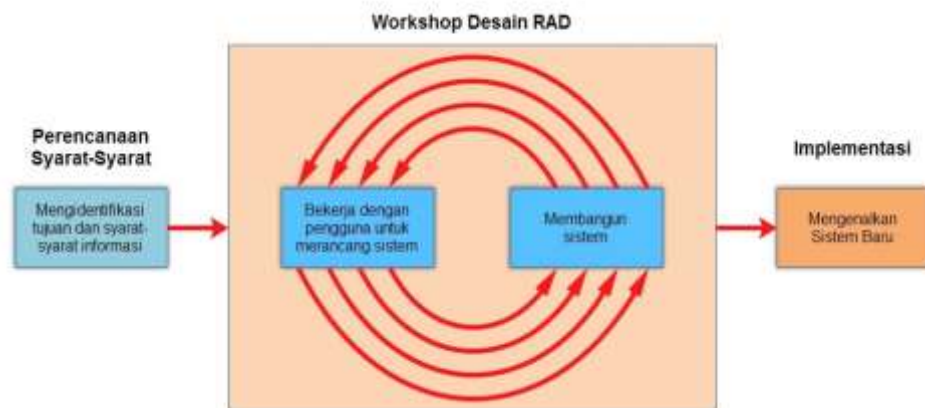 Workshop Desain RAD
Perencanaan
Syarat-Syarat
Mengidentifikasi
tujuan dan syarat-
syarat informasi
Bekerja dengan
pengguna untuk
merancang sistem
Membangun
sistem
Implementasi
Mengenalkan
Sistem Baru